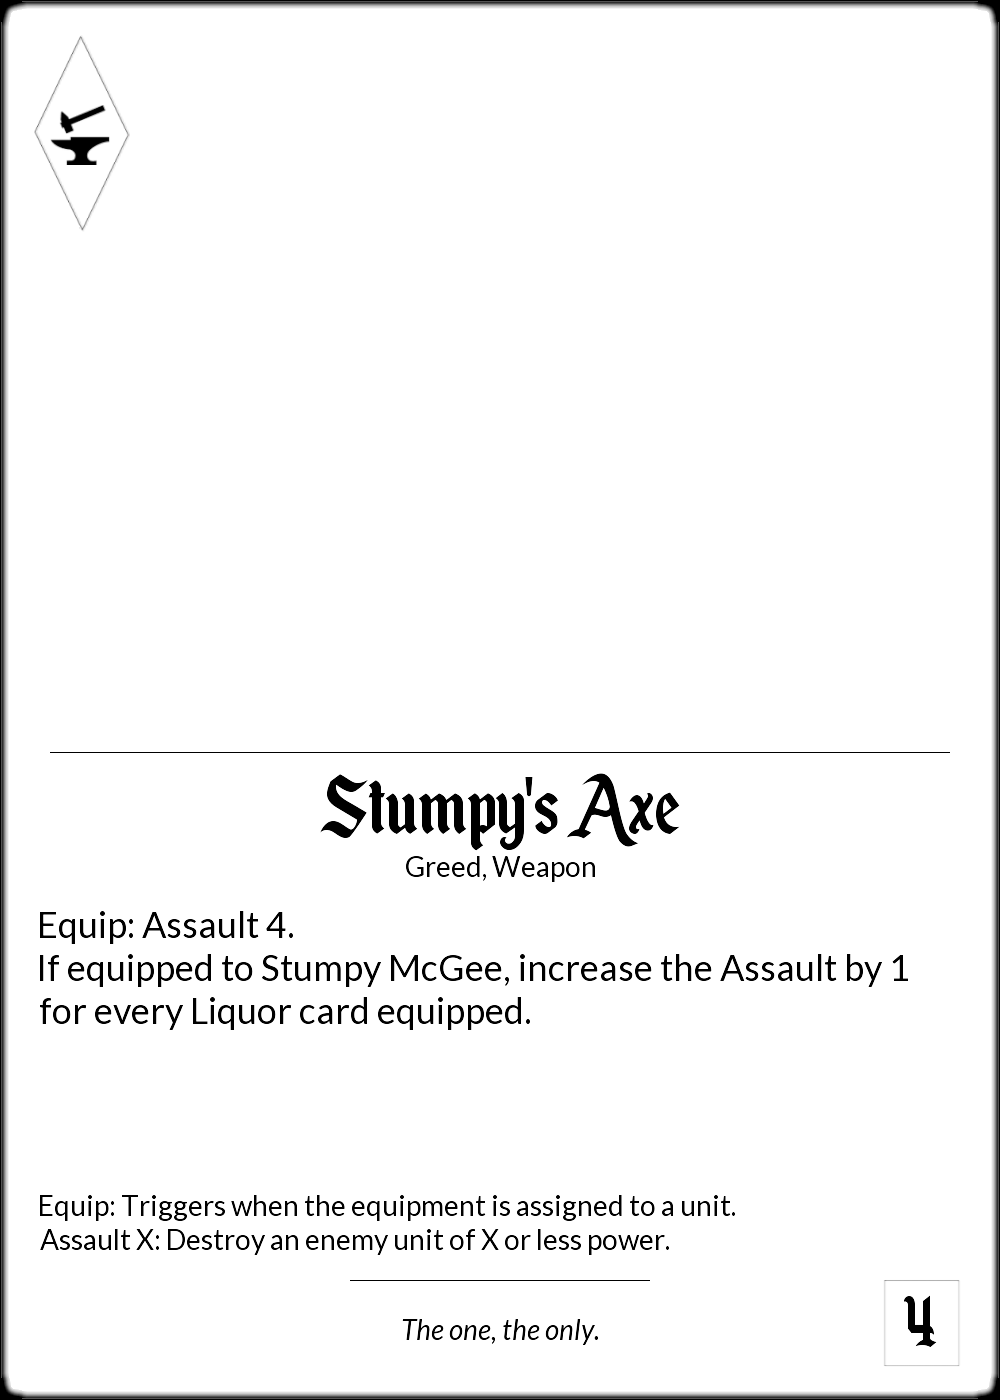 Stumpy's Axe
Greed, Weapon
Equip: Assault 4.
If equipped to Stumpy McGee, increase the Assault by 1
for every Liquor card equipped.
Equip: Triggers when the equipment is assigned to a unit.
Assault X: Destroy an enemy unit of X or less power.
The one, the only.
4